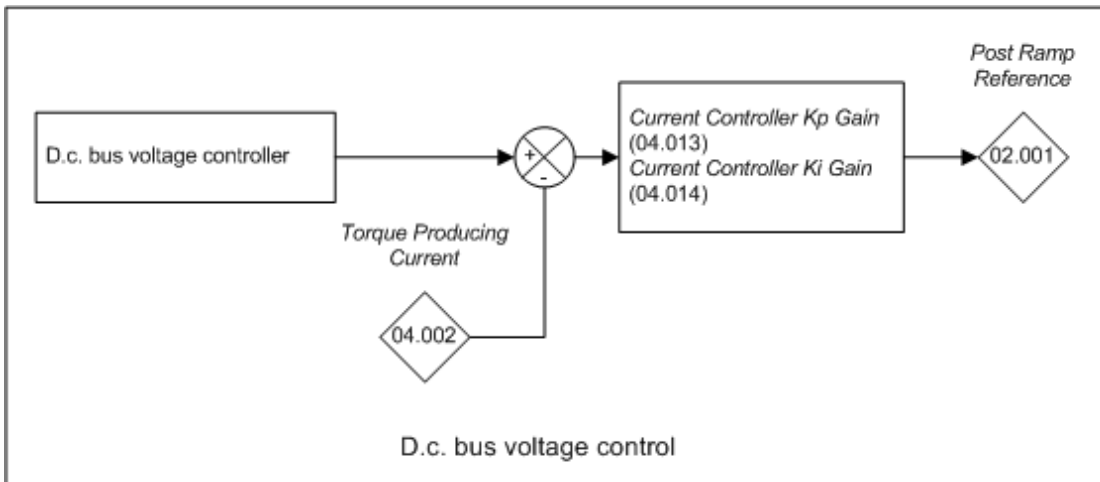 Post Ramp
Reference
D.c. bus voltage controller
+
-
Current Controller Kp Gain
(04.013)
Current Controller Ki Gain
(04.014)
02.001
Torque Producing
Current
04.002
D.c. bus voltage control